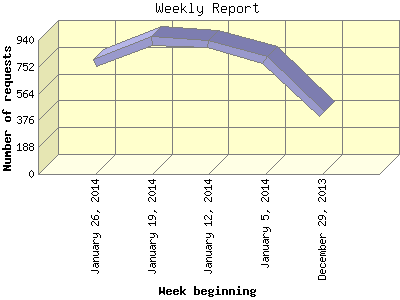 Weekly Report
Number of requests
940
752
564
376
188
0
January 26, 2014
January 19, 2014
January 12, 2014
January 5, 2014
December 29, 2013
Week beginning